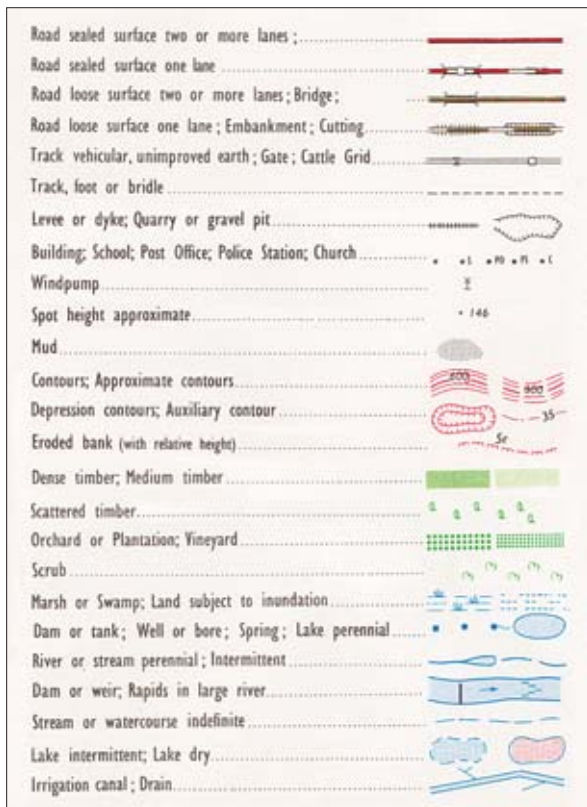 Road sealed surface two or more lanes ;
Road sealed surface one lane
Road loose surface two or more lanes ; Bridge ;
Road loose surface one lane ; Embankment ; Cutting
Track vehicular, unimproved earth ; Gate ; Cattle Grid
Track, foot or bridle
Levee or dyke; Quarry or gravel pit
Building; School; Post Office; Police Station; Church S PO PS C
Windpump
Spot height approximate 146
Mud
Contours; Approximate contours 600
Depression contours; Auxiliary contour 35
Eroded bank (with relative height)
Dense timber; Medium timber
Scattered timber
Orchard or Plantation; Vineyard
Scrub
Marsh or Swamp; Land subject to inundation
Dam or tank ; Well or bore ; Spring ; Lake perennial
River or stream perennial ; Intermittent
Dam or weir; Rapids in large river
Stream or watercourse indefinite
Lake intermittent; Lake dry
Irrigation canal ; Drain